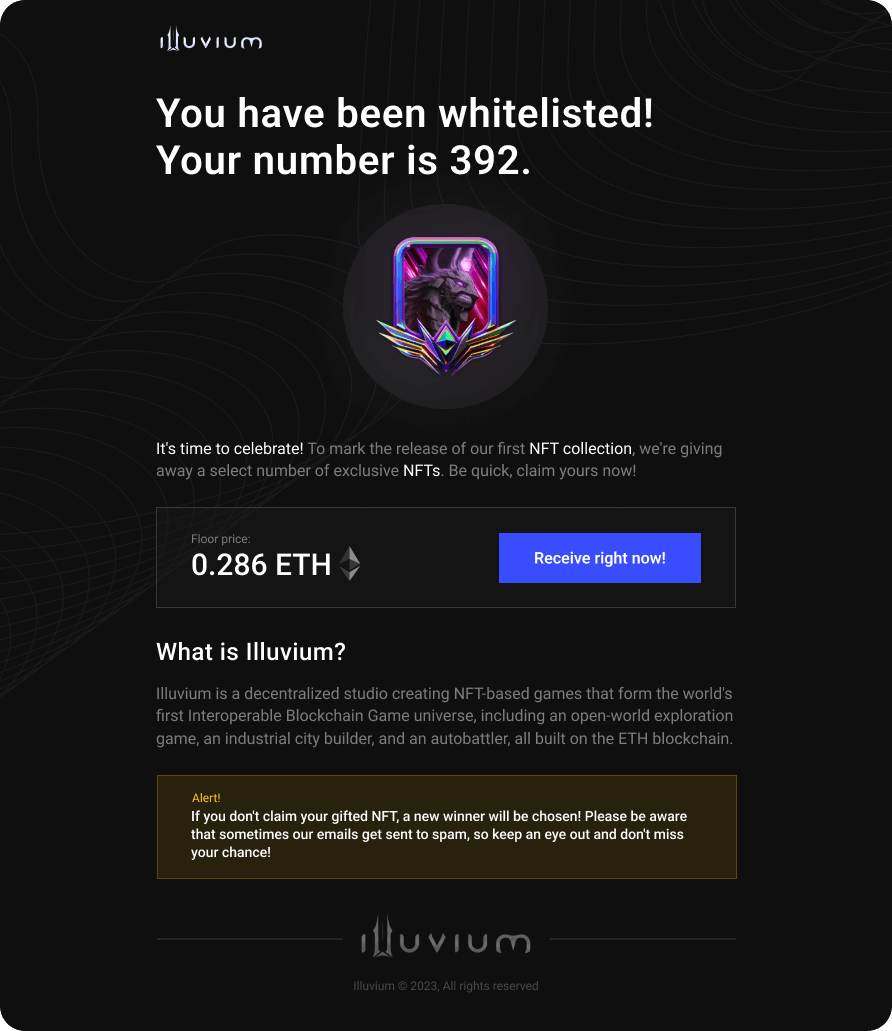 illuvium
You have been whitelisted!
Your number is 392.
It's time to celebrate! To mark the release of our first NFT collection, we're giving
away a select number of exclusive NFTs. Be quick, claim yours now!
Floor price:
0.286 ETH
Receive right now!
What is Illuvium?
Illuvium is a decentralized studio creating NFT-based games that form the world's
first Interoperable Blockchain Game universe, including an open-world exploration
game, an industrial city builder, and an autobattler, all built on the ETH blockchain.
Alert!
If you don't claim your gifted NFT, a new winner will be chosen! Please be aware
that sometimes our emails get sent to spam, so keep an eye out and don't miss
your chance!
illuvium
Illuvium © 2023, All rights reserved